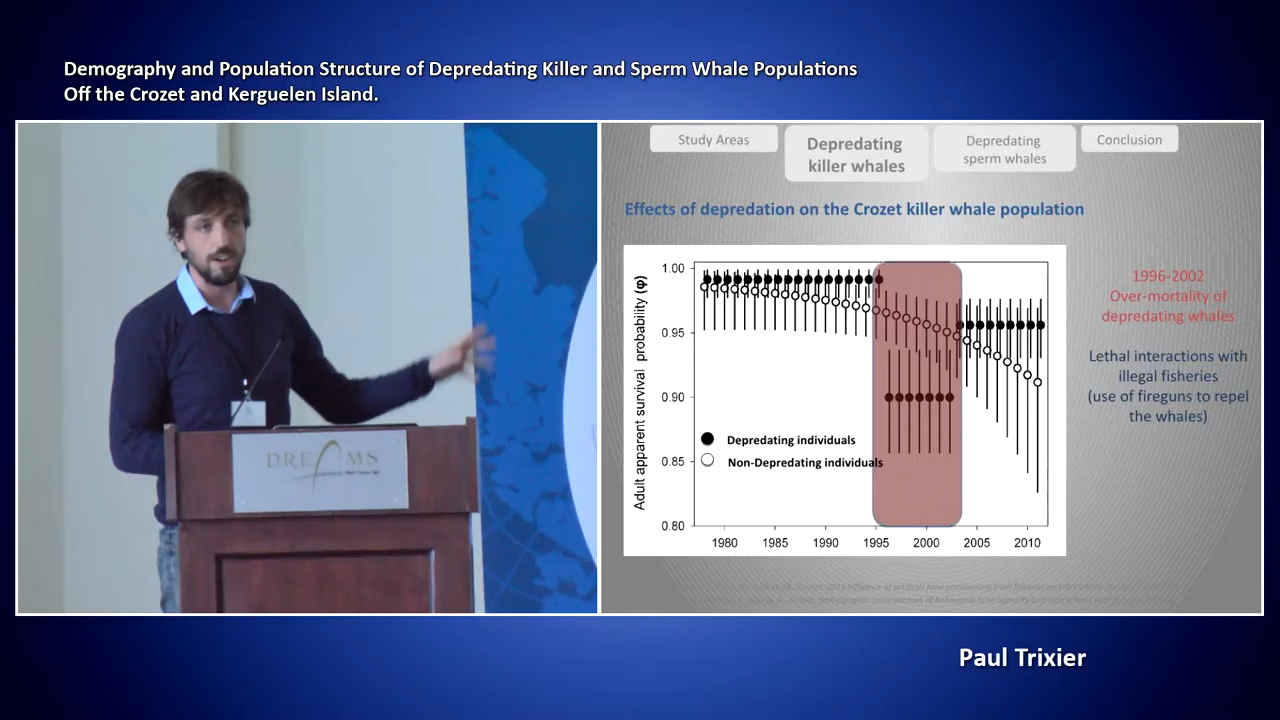 Demography and Population Structure of Depredating Killer and Sperm Whale Populations
Off the Crozet and Kerguelen Island.
DREAMS
Study Areas
Depredating
killer whales
Depredating
sperm whales
Conclusion
Effects of depredation on the Crozet killer whale population
Adult apparent survival probability (φ)
1.00
0.95
0.90
0.85
0.80
Depredating individuals
Non-Depredating individuals
1980 1985 1990 1995 2000 2005 2010
1996-2002
Over-mortality of
depredating whales
Lethal interactions with
illegal fisheries
(use of fireguns to repel
the whales)
Paul Trixier